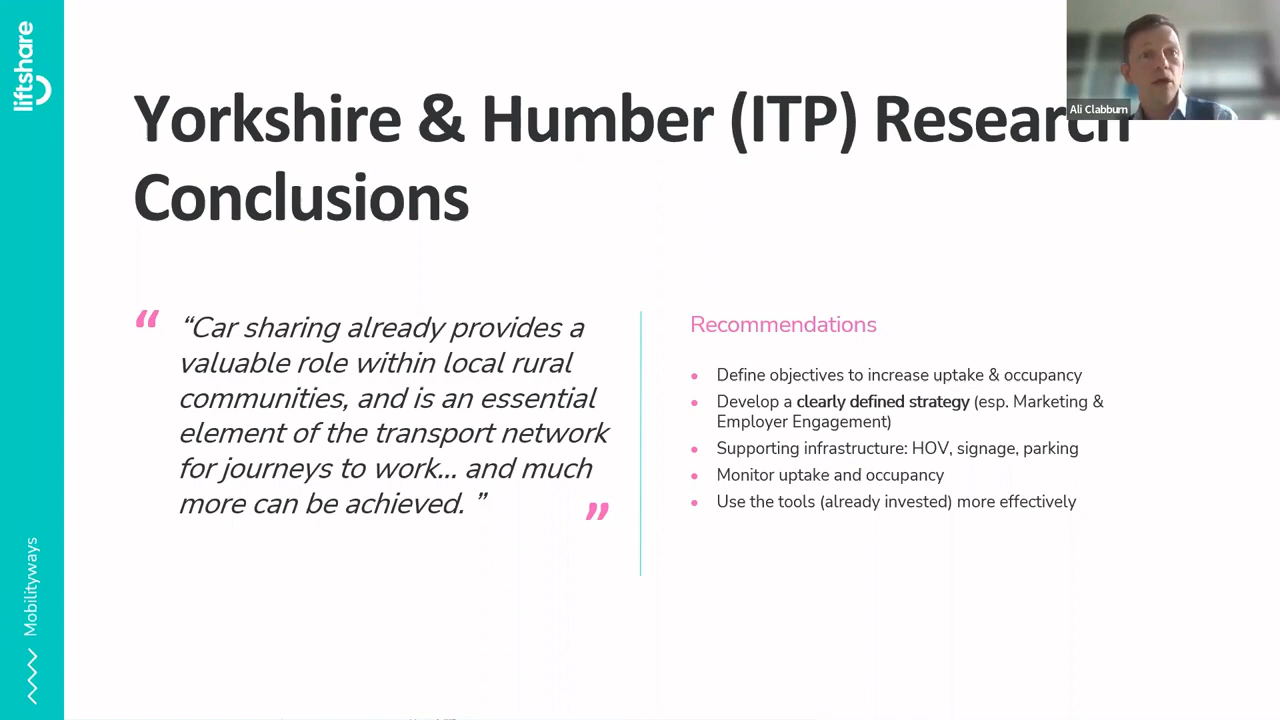 liftshare
Mobilityways
Ali Clabburn
Yorkshire & Humber (ITP) Research
Conclusions
“
“Car sharing already provides a
valuable role within local rural
communities, and is an essential
element of the transport network
for journeys to work... and much
more can be achieved. ”
”
Recommendations
• Define objectives to increase uptake & occupancy
• Develop a clearly defined strategy (esp. Marketing &
Employer Engagement)
• Supporting infrastructure: HOV, signage, parking
• Monitor uptake and occupancy
• Use the tools (already invested) more effectively